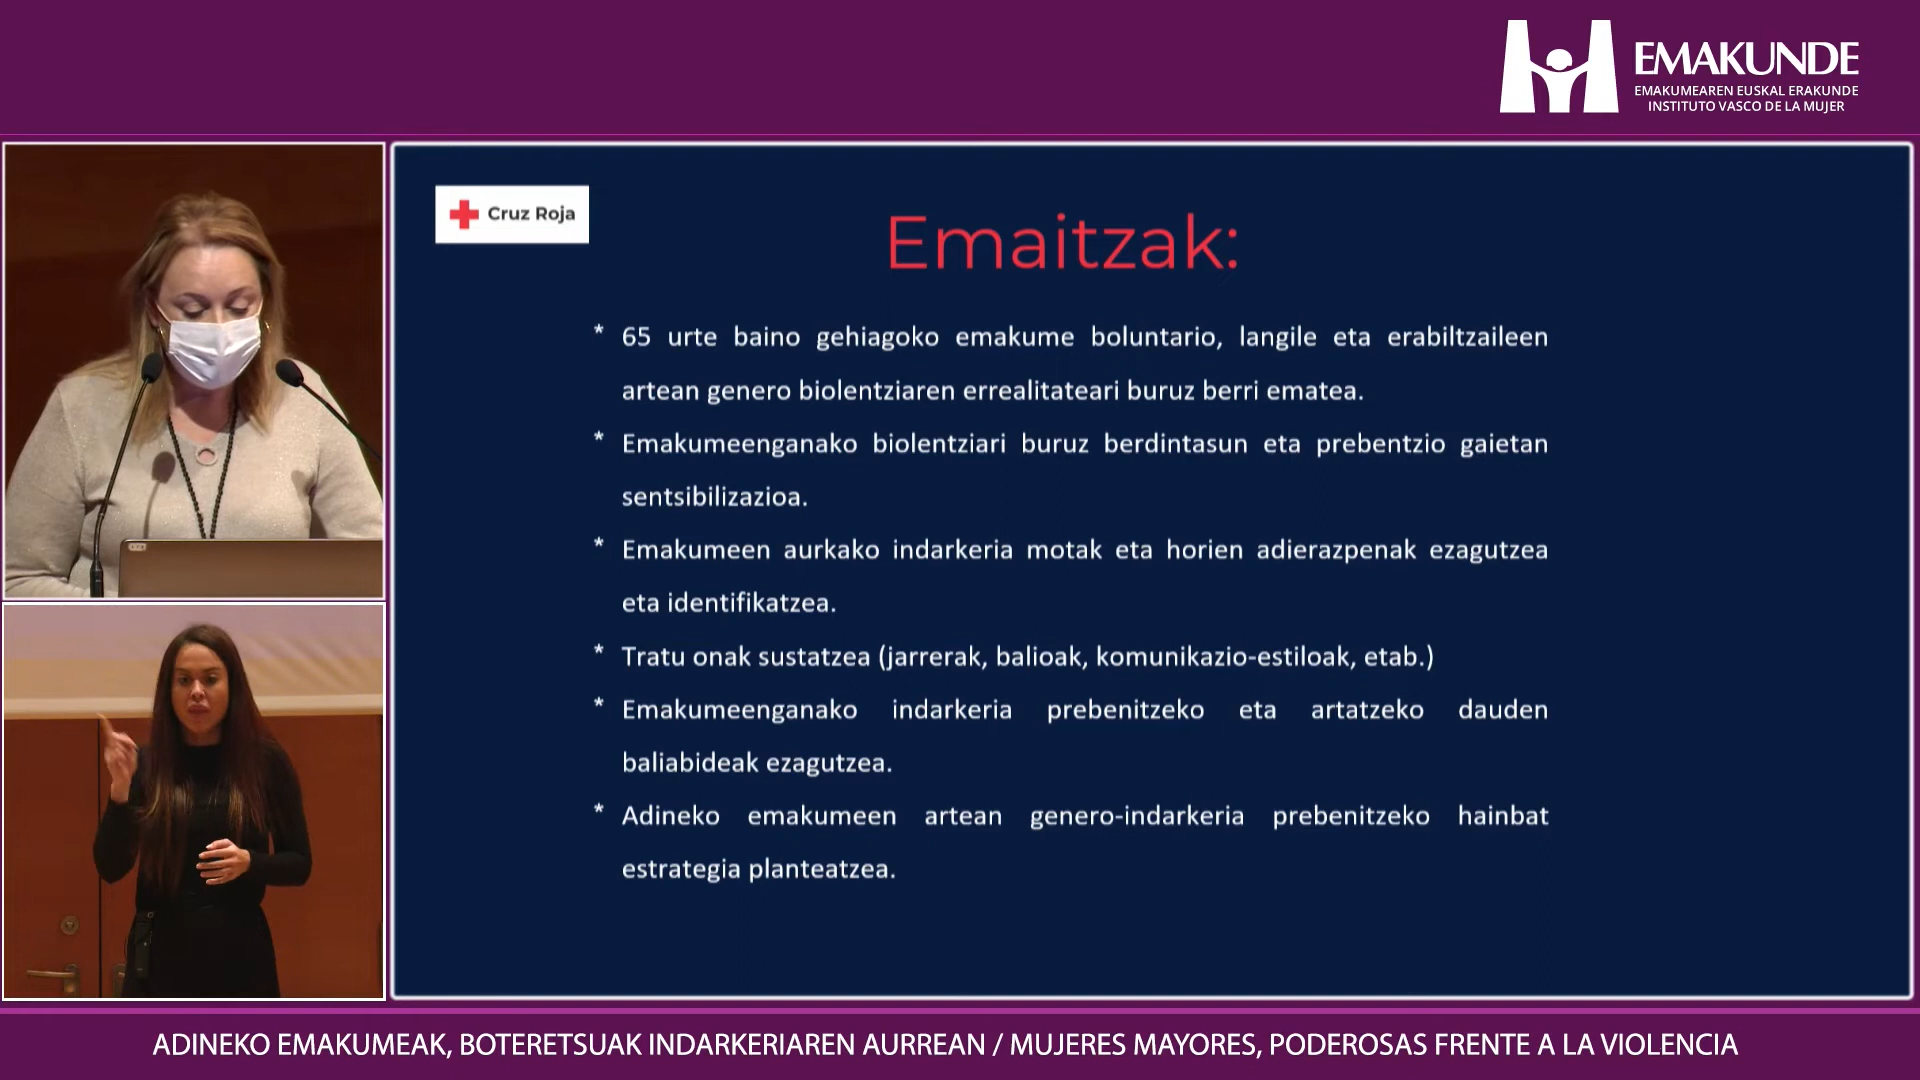 EMAKUNDE
EMAKUMEAREN EUSKAL ERAKUNDE
INSTITUTO VASCO DE LA MUJER
Cruz Roja
Emaitzak:
* 65 urte baino gehiagoko emakume boluntario, langile eta erabiltzaileen
artean genero biolentziaren errealitateari buruz berri ematea.
* Emakumeenganako biolentziari buruz berdintasun eta prebentzio gaietan
sentsibilizazioa.
* Emakumeen aurkako indarkeria motak eta horien adierazpenak ezagutzea
eta identifikatzea.
* Tratu onak sustatzea (jarrerak, balioak, komunikazio-estiloak, etab.)
* Emakumeenganako indarkeria prebenitzeko eta artatzeko dauden
baliabideak ezagutzea.
* Adineko emakumeen artean genero-indarkeria prebenitzeko hainbat
estrategia planteatzea.
ADINEKO EMAKUMEAK, BOTERETSUAK INDARKERIAREN AURREAN / MUJERES MAYORES, PODEROSAS FRENTE A LA VIOLENCIA